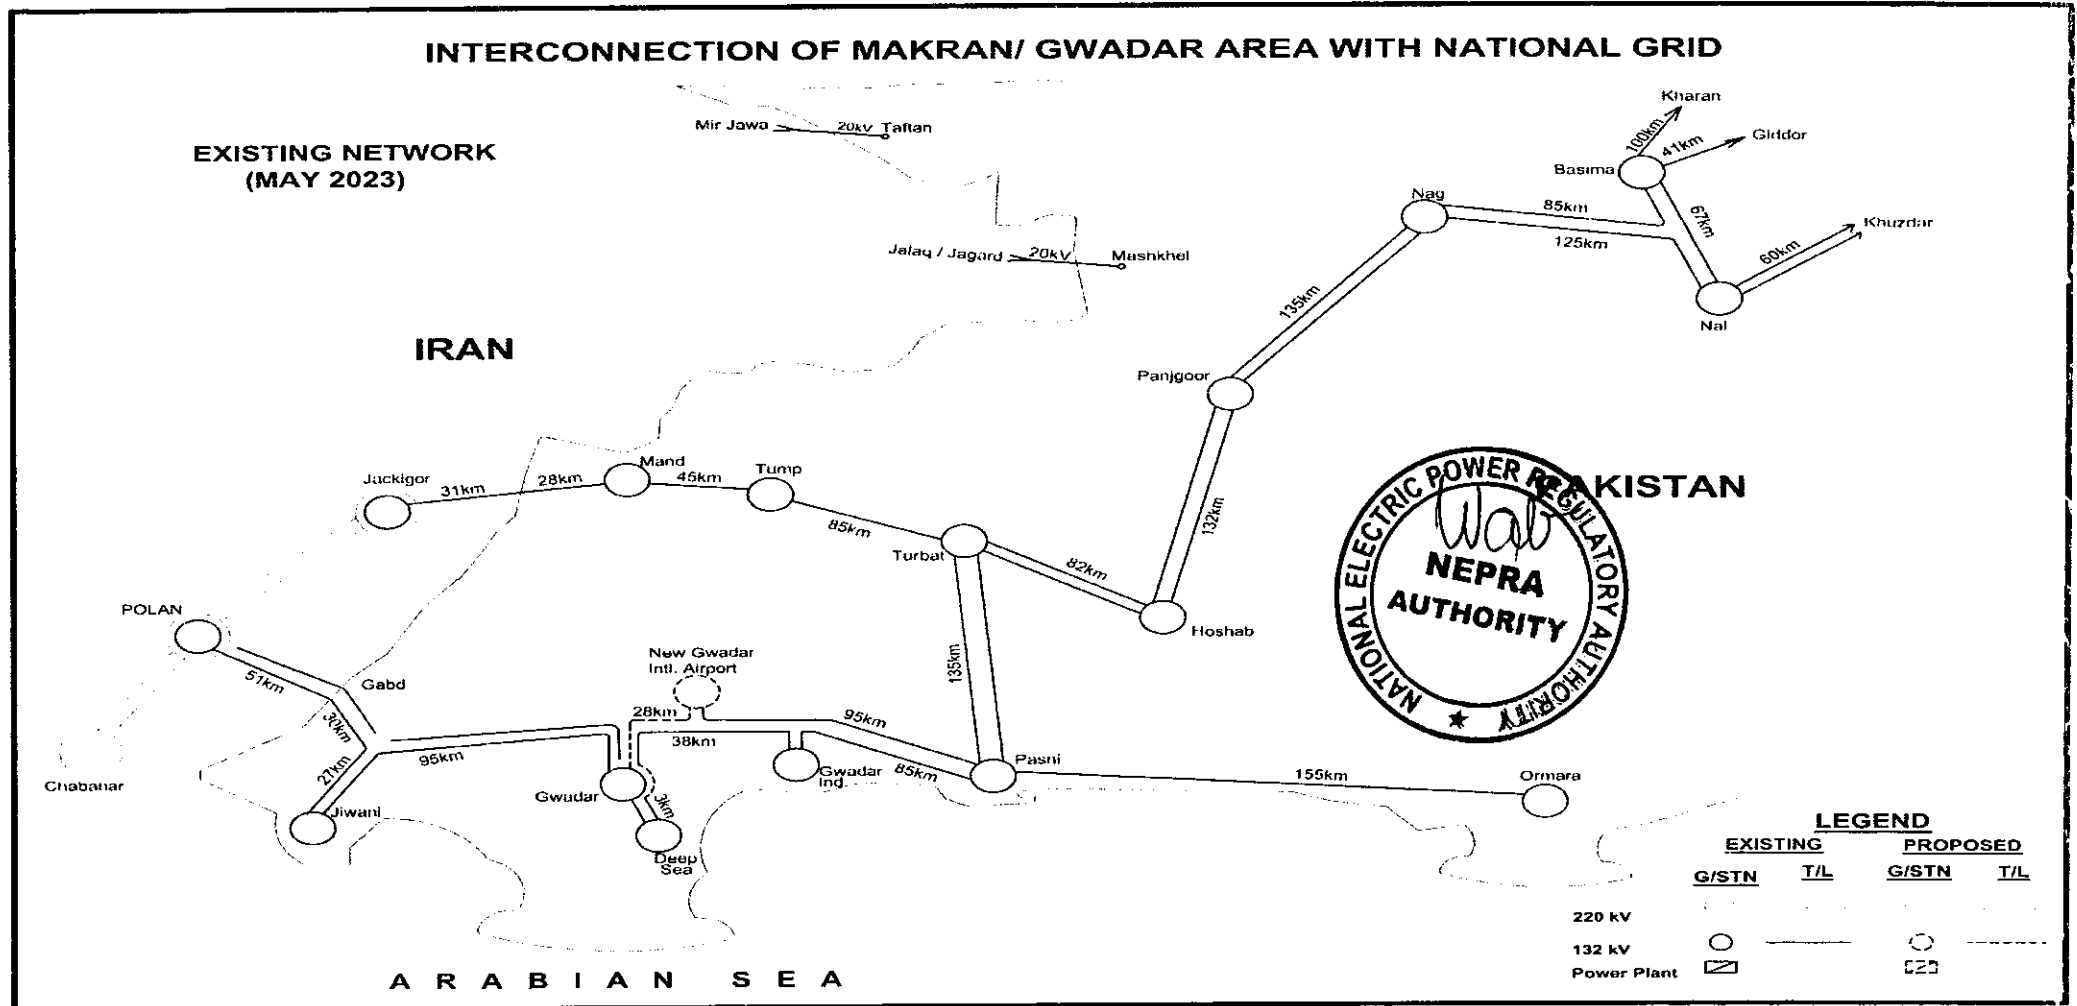 INTERCONNECTION OF MAKRAN/ GWADAR AREA WITH NATIONAL GRID
EXISTING NETWORK
(MAY 2023)
Mir Jawa
20kV
Taftan
Kharan
100km
41km
Giddor
Basima
Nag
85km
125km
67km
Khuzdar
60km
Nal
Jalaq / Jagard
20kV
Mashkhel
135km
IRAN
Panjgoor
132km
PAKISTAN
NATIONAL ELECTRIC POWER REGULATORY AUTHORITY
NEPRA
AUTHORITY
Jackigor
31km
28km
Mand
45km
Tump
85km
Turbat
82km
Hoshab
135km
POLAN
51km
Gabd
30km
27km
95km
Chabahar
Jiwani
New Gwadar
Intl. Airport
28km
38km
95km
85km
Gwadar
3km
Deep
Sea
Gwadar
Ind.
Pasni
155km
Ormara
LEGEND
EXISTING PROPOSED
G/STN T/L G/STN T/L
220 kV
132 kV
Power Plant
ARABIAN SEA